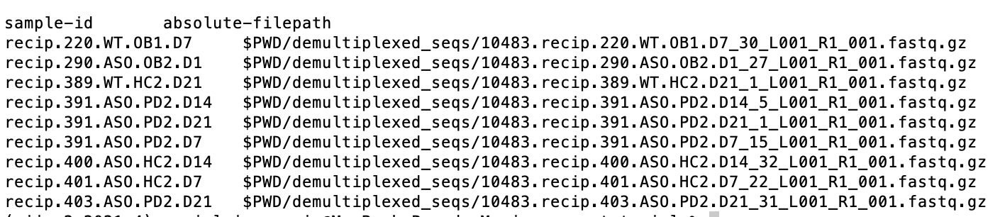 sample-id absolute-filepath
recip.220.WT.OB1.D7 $PWD/demultiplexed_seqs/10483.recip.220.WT.OB1.D7_30_L001_R1_001.fastq.gz
recip.290.ASO.OB2.D1 $PWD/demultiplexed_seqs/10483.recip.290.ASO.OB2.D1_27_L001_R1_001.fastq.gz
recip.389.WT.HC2.D21 $PWD/demultiplexed_seqs/10483.recip.389.WT.HC2.D21_1_L001_R1_001.fastq.gz
recip.391.ASO.PD2.D14 $PWD/demultiplexed_seqs/10483.recip.391.ASO.PD2.D14_5_L001_R1_001.fastq.gz
recip.391.ASO.PD2.D21 $PWD/demultiplexed_seqs/10483.recip.391.ASO.PD2.D21_1_L001_R1_001.fastq.gz
recip.391.ASO.PD2.D7 $PWD/demultiplexed_seqs/10483.recip.391.ASO.PD2.D7_15_L001_R1_001.fastq.gz
recip.400.ASO.HC2.D14 $PWD/demultiplexed_seqs/10483.recip.400.ASO.HC2.D14_32_L001_R1_001.fastq.gz
recip.401.ASO.HC2.D7 $PWD/demultiplexed_seqs/10483.recip.401.ASO.HC2.D7_22_L001_R1_001.fastq.gz
recip.403.ASO.PD2.D21 $PWD/demultiplexed_seqs/10483.recip.403.ASO.PD2.D21_31_L001_R1_001.fastq.gz